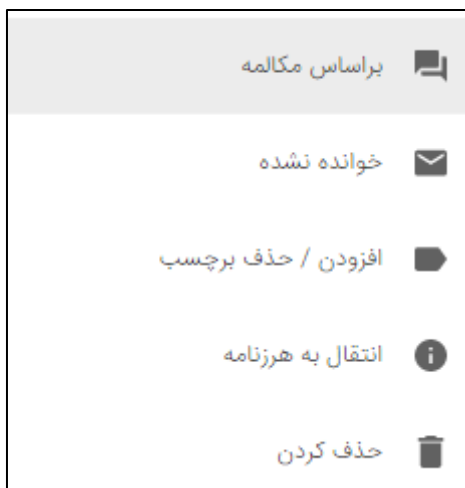 براساس مکالمه
خوانده نشده
افزودن / حذف برچسب
انتقال به هرزنامه
حذف کردن